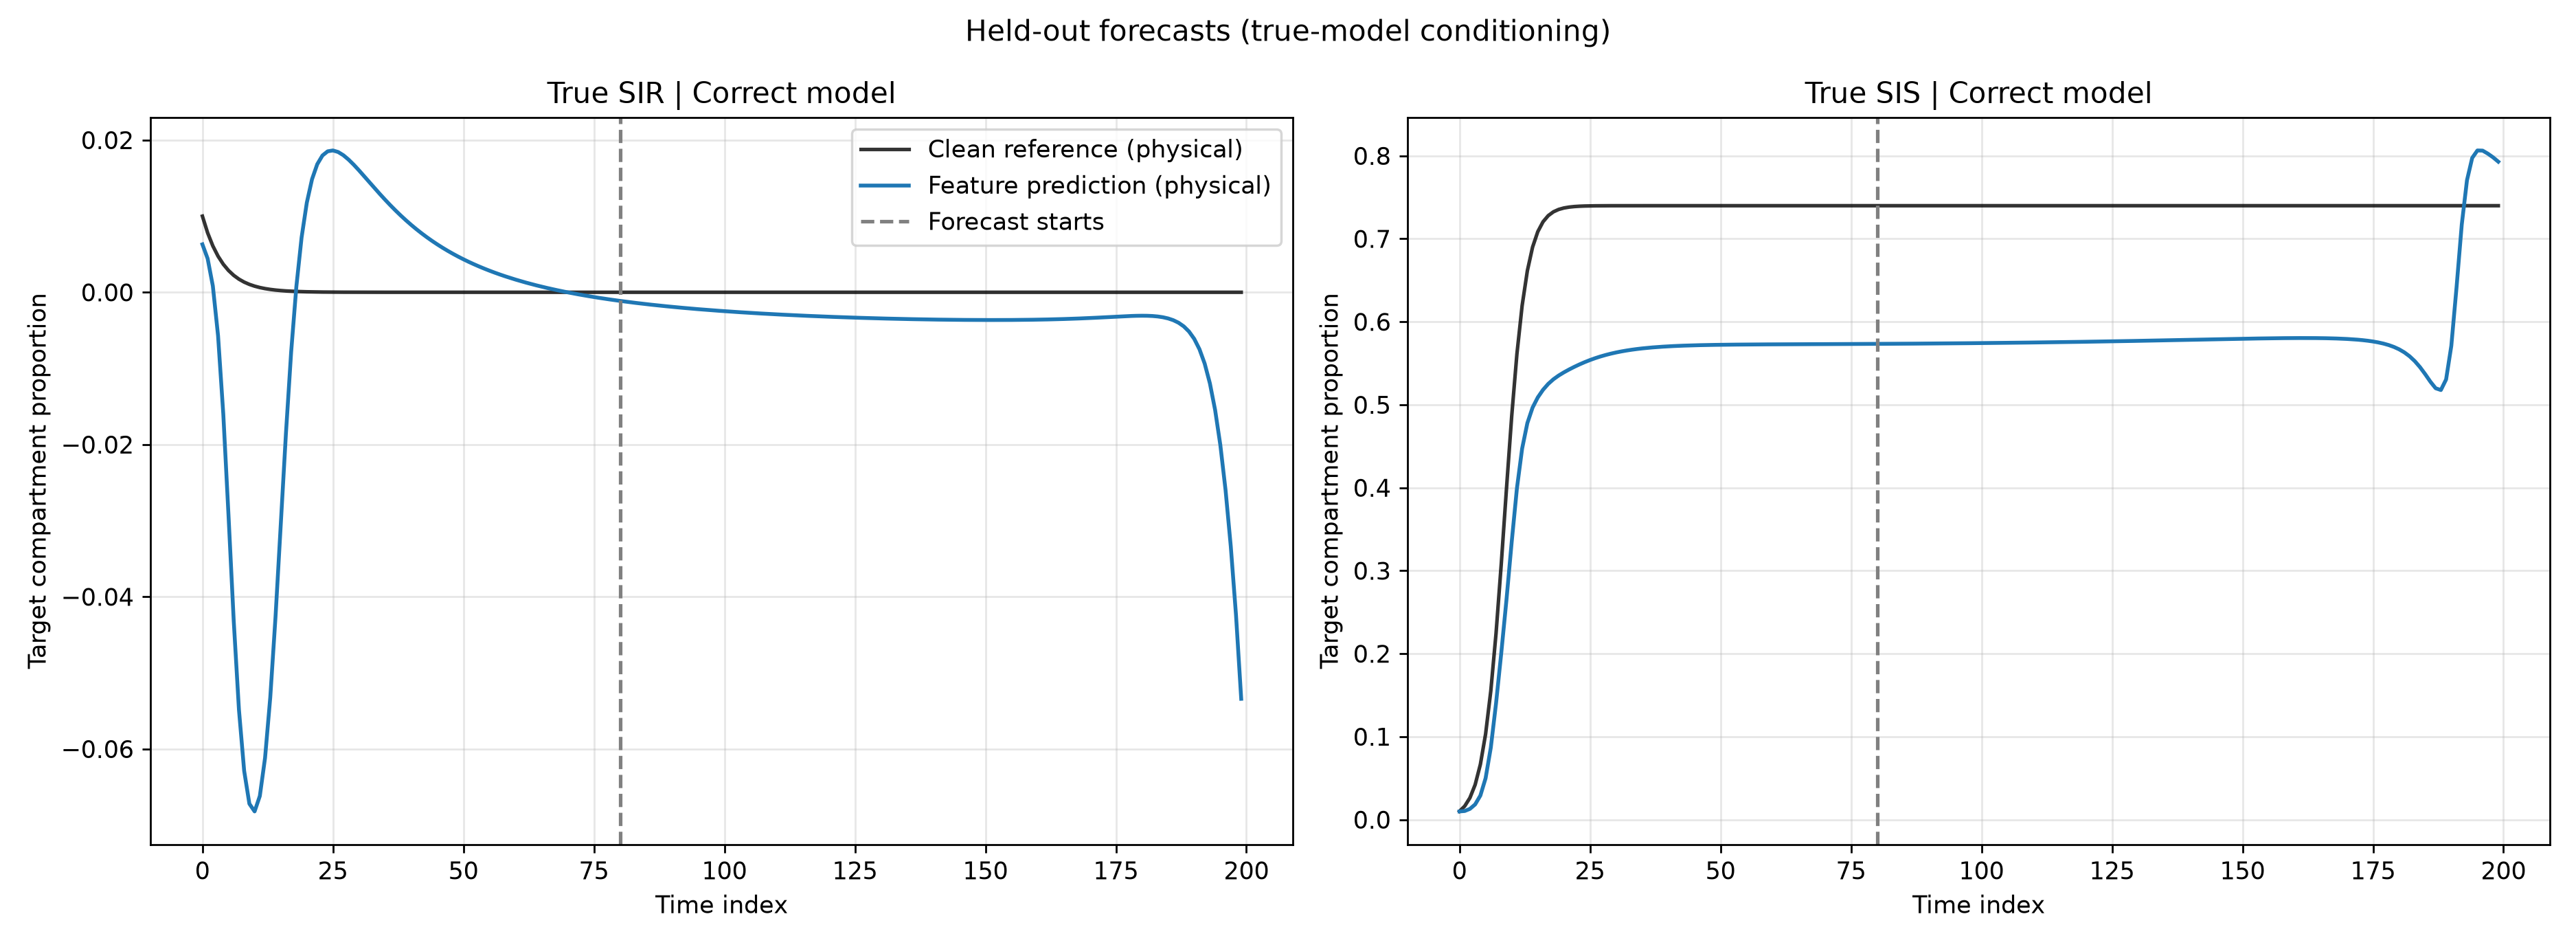 Held-out forecasts (true-model conditioning)
True SIR | Correct model
Target compartment proportion
0.02
0.00
−0.02
−0.04
−0.06
Clean reference (physical)
Feature prediction (physical)
Forecast starts
0 25 50 75 100 125 150 175 200
Time index
True SIS | Correct model
Target compartment proportion
0.8
0.7
0.6
0.5
0.4
0.3
0.2
0.1
0.0
0 25 50 75 100 125 150 175 200
Time index